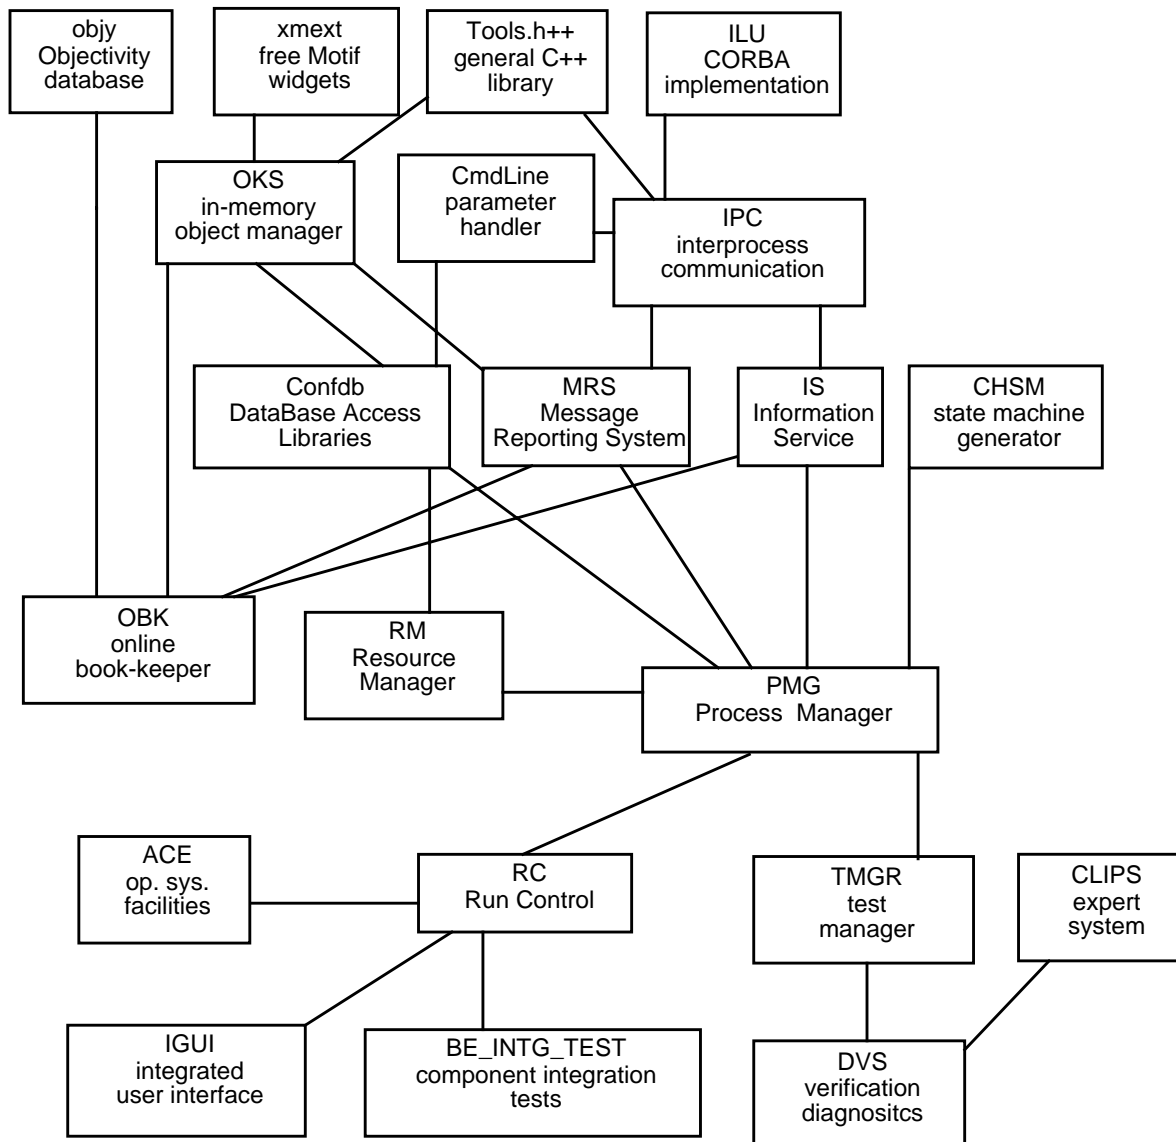 objy
Objectivity
database
xmext
free Motif
widgets
Tools.h++
general C++
library
ILU
CORBA
implementation
OKS
in-memory
object manager
CmdLine
parameter
handler
IPC
interprocess
communication
Confdb
DataBase Access
Libraries
MRS
Message
Reporting System
IS
Information
Service
CHSM
state machine
generator
OBK
online
book-keeper
RM
Resource
Manager
PMG
Process Manager
ACE
op. sys.
facilities
RC
Run Control
TMGR
test
manager
CLIPS
expert
system
IGUI
integrated
user interface
BE_INTG_TEST
component integration
tests
DVS
verification
diagnositcs